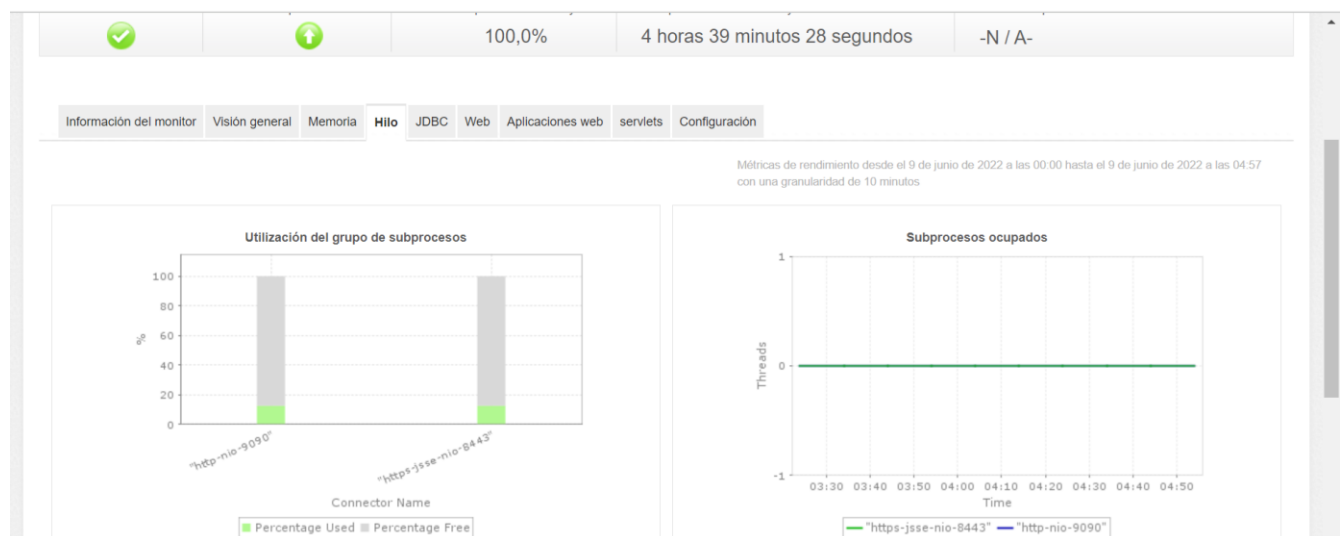 100,0%
4 horas 39 minutos 28 segundos
-N / A-
Información del monitor Visión general Memoria Hilo JDBC Web Aplicaciones web servlets Configuración
Métricas de rendimiento desde el 9 de junio de 2022 a las 00:00 hasta el 9 de junio de 2022 a las 04:57
con una granularidad de 10 minutos
Utilización del grupo de subprocesos
100
80
60
40
20
0
%
"http-nio-9090"
"https-jsse-nio-8443"
Connector Name
Percentage Used Percentage Free
Subprocesos ocupados
1
0
-1
Threads
03:30 03:40 03:50 04:00 04:10 04:20 04:30 04:40 04:50
Time
"https-jsse-nio-8443" "http-nio-9090"